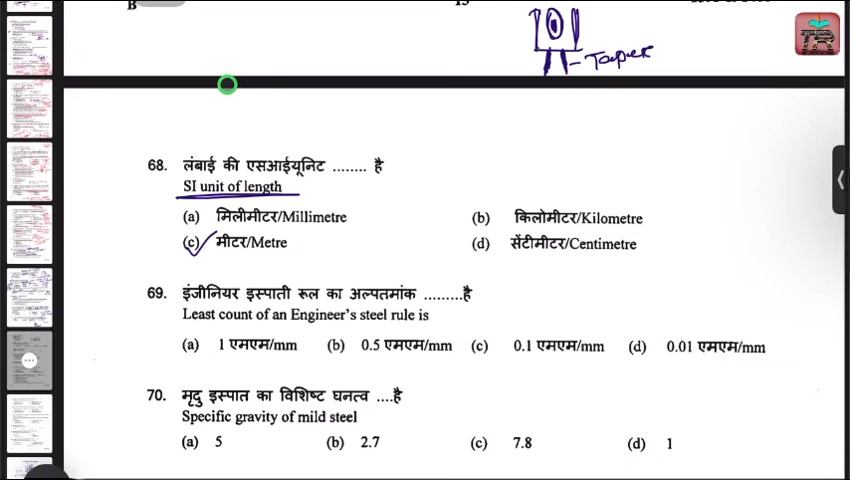 B
13
Taper
TR
68. लंबाई की एसआईयूनिट ........ है
SI unit of length
(a) मिलीमीटर/Millimetre (b) किलोमीटर/Kilometre
(c) मीटर/Metre (d) सेंटीमीटर/Centimetre
69. इंजीनियर इस्पाती रूल का अल्पतमांक .........है
Least count of an Engineer's steel rule is
(a) 1 एमएम/mm (b) 0.5 एमएम/mm (c) 0.1 एमएम/mm (d) 0.01 एमएम/mm
70. मृदु इस्पात का विशिष्ट घनत्व ....है
Specific gravity of mild steel
(a) 5 (b) 2.7 (c) 7.8 (d) 1